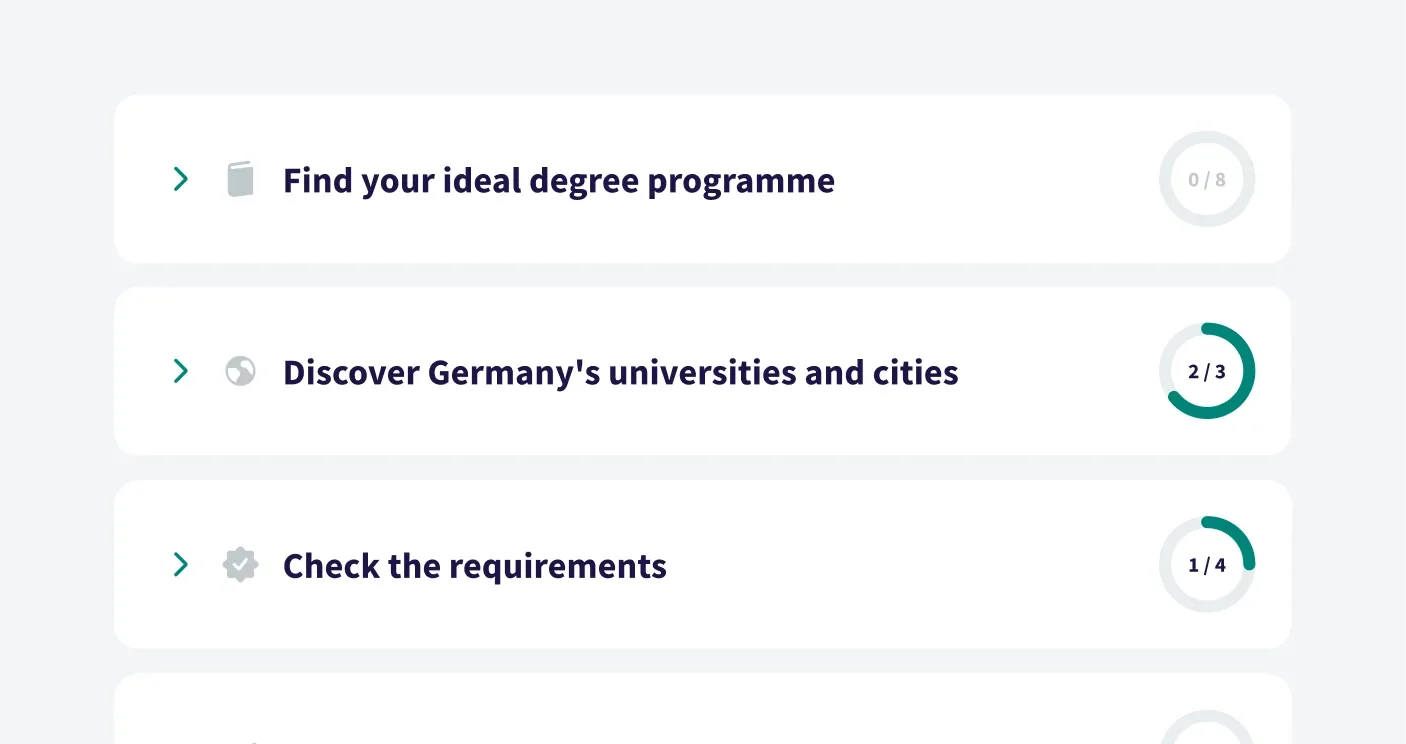 Find your ideal degree programme
0 / 8
Discover Germany's universities and cities
2 / 3
Check the requirements
1 / 4